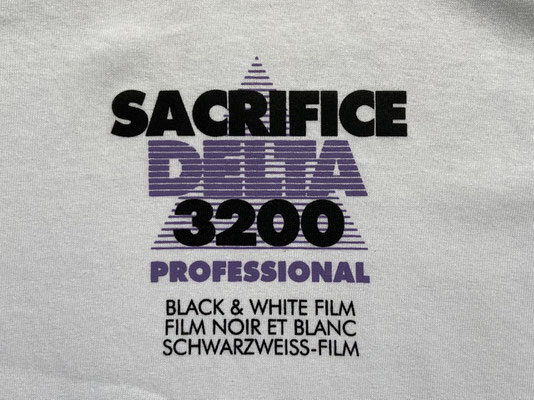 SACRIFICE
DELTA
3200
PROFESSIONAL
BLACK & WHITE FILM
FILM NOIR ET BLANC
SCHWARZWEISS-FILM